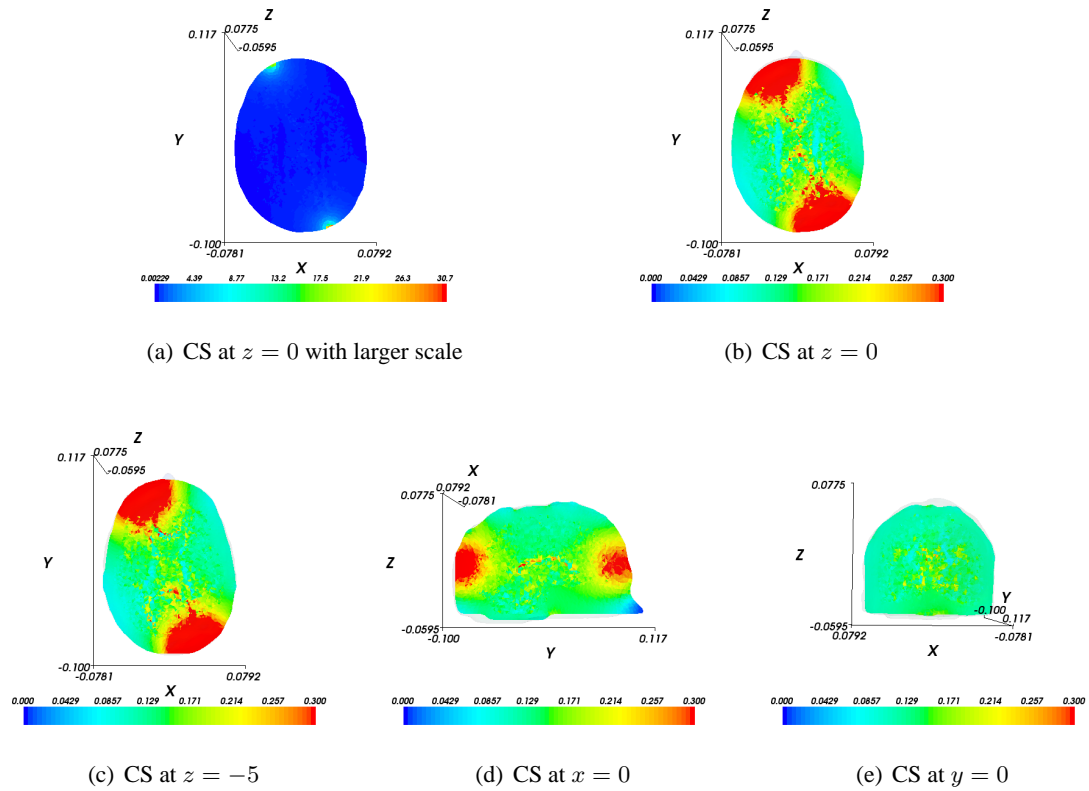 Z
0.117
0.0775
-0.0595
Y
-0.100
-0.0781
0.0792
X
0.00229 4.39 8.77 13.2 17.5 21.9 26.3 30.7
(a) CS at z = 0 with larger scale
Z
0.117
0.0775
-0.0595
Y
-0.100
-0.0781
0.0792
X
0.000 0.0429 0.0857 0.129 0.171 0.214 0.257 0.300
(b) CS at z = 0
Z
0.117
0.0775
-0.0595
Y
-0.100
-0.0781
0.0792
X
0.000 0.0429 0.0857 0.129 0.171 0.214 0.257 0.300
(c) CS at z = −5
X
0.0775
0.0792
-0.0781
Z
-0.0595
-0.100
0.117
Y
0.000 0.0429 0.0857 0.129 0.171 0.214 0.257 0.300
(d) CS at x = 0
0.0775
Z
Y
-0.100
0.117
-0.0595
0.0792
-0.0781
X
0.000 0.0429 0.0857 0.129 0.171 0.214 0.257 0.300
(e) CS at y = 0